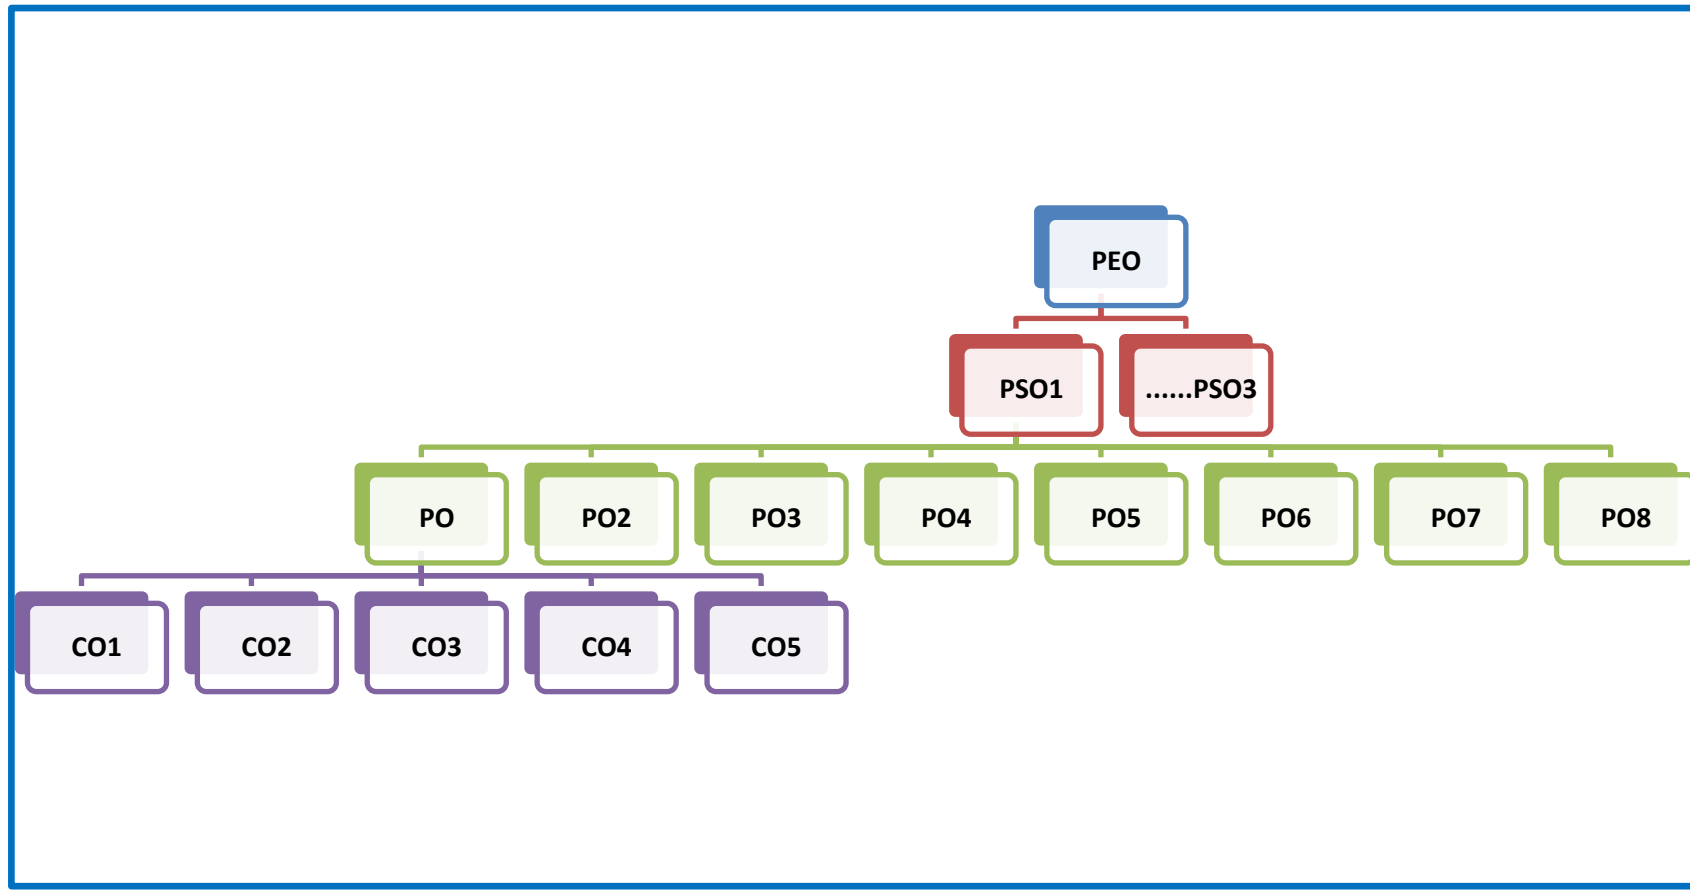 PEO
PSO1
......PSO3
PO
PO2
PO3
PO4
PO5
PO6
PO7
PO8
CO1
CO2
CO3
CO4
CO5